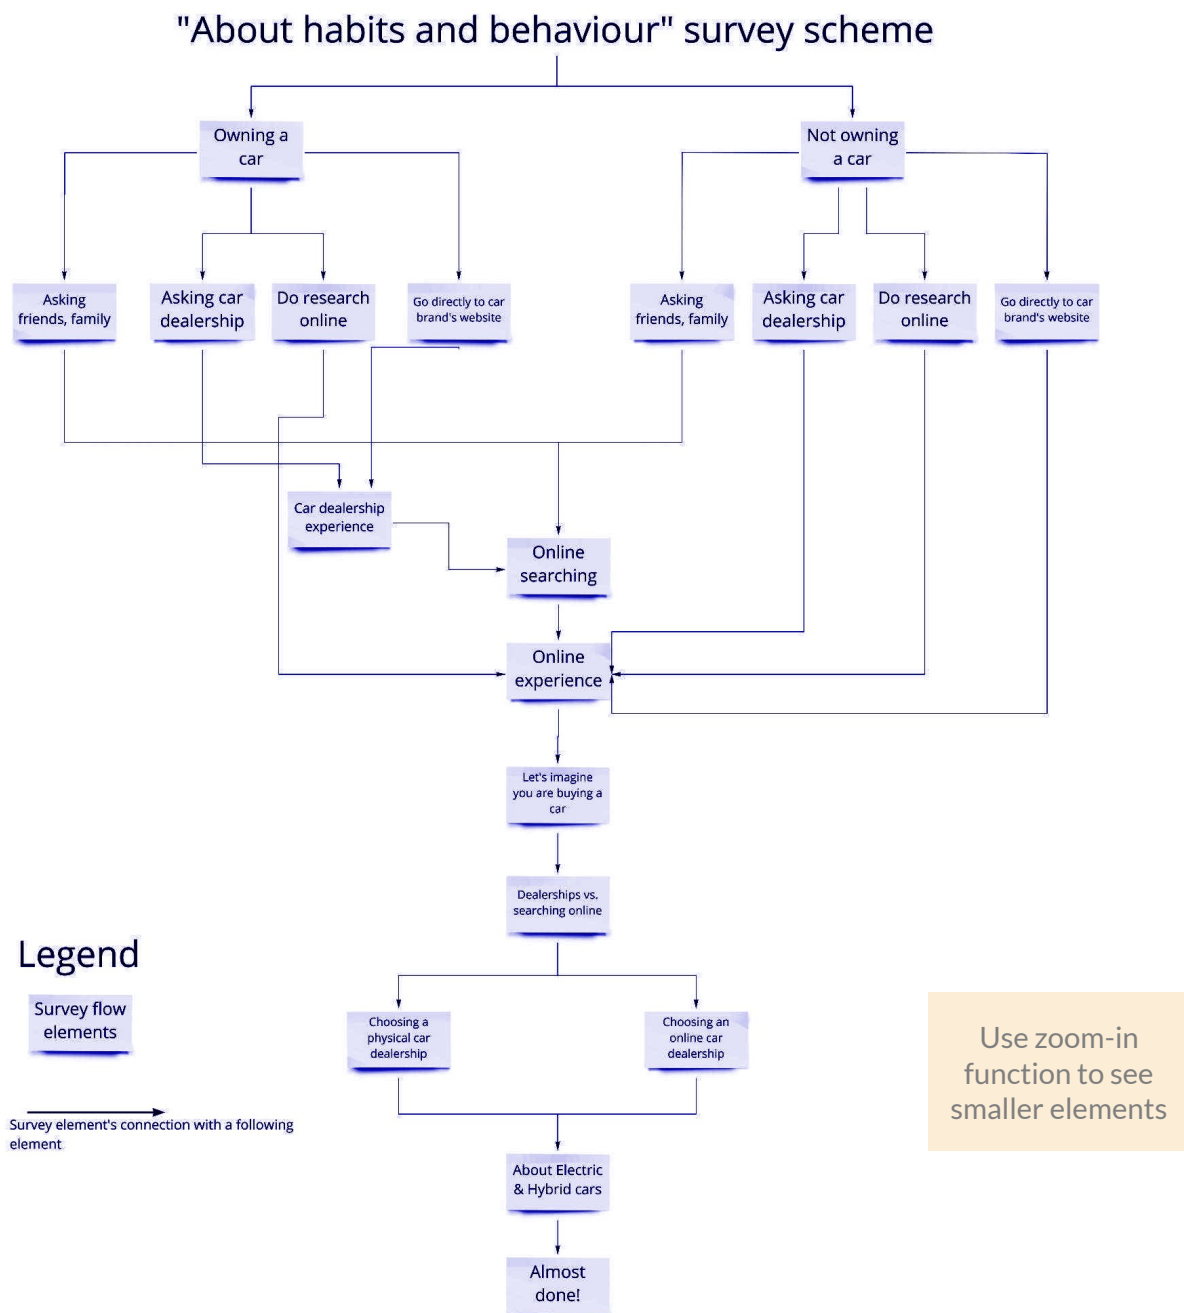 "About habits and behaviour" survey scheme
Owning a
car
Not owning
a car
Asking
friends, family
Asking car
dealership
Do research
online
Go directly to car
brand's website
Asking
friends, family
Asking car
dealership
Do research
online
Go directly to car
brand's website
Car dealership
experience
Online
searching
Online
experience
Let's imagine
you are buying a
car
Dealerships vs.
searching online
Legend
Survey flow
elements
Survey element's connection with a following
element
Choosing a
physical car
dealership
Choosing an
online car
dealership
Use zoom-in
function to see
smaller elements
About Electric
& Hybrid cars
Almost
done!